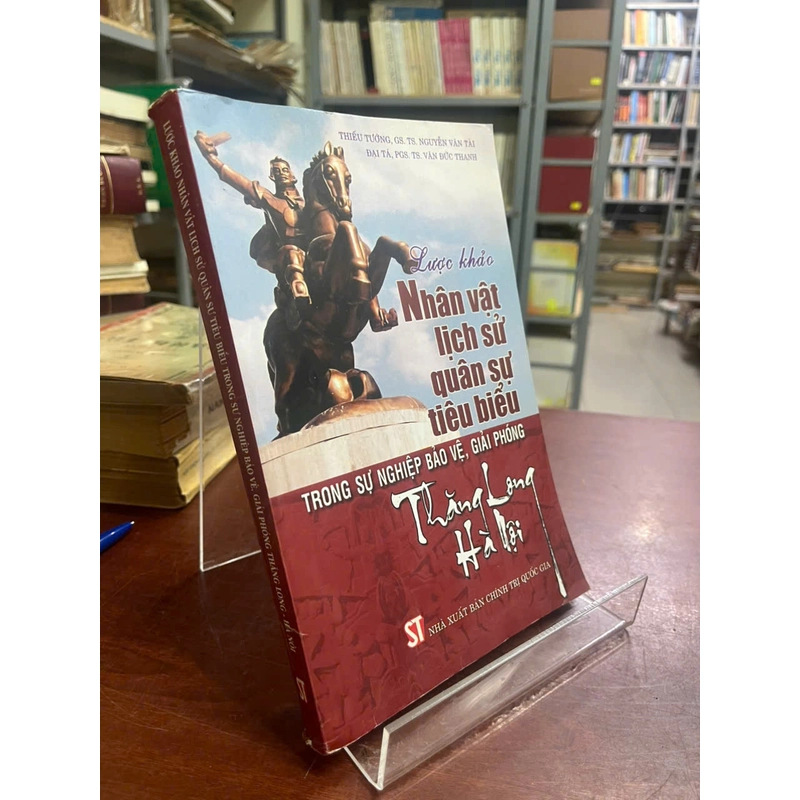 THIẾU TƯỚNG, GS. TS. NGUYỄN VĂN TÀI
ĐẠI TÁ, PGS. TS. VĂN ĐỨC THANH
Lược khảo
Nhân vật
lịch sử
quân sự
tiêu biểu
TRONG SỰ NGHIỆP BẢO VỆ, GIẢI PHÓNG
Thăng Long
Hà Nội
ST NHÀ XUẤT BẢN CHÍNH TRỊ QUỐC GIA
LƯỢC KHẢO NHÂN VẬT LỊCH SỬ QUÂN SỰ TIÊU BIỂU TRONG SỰ NGHIỆP BẢO VỆ, GIẢI PHÓNG THĂNG LONG - HÀ NỘI
ST